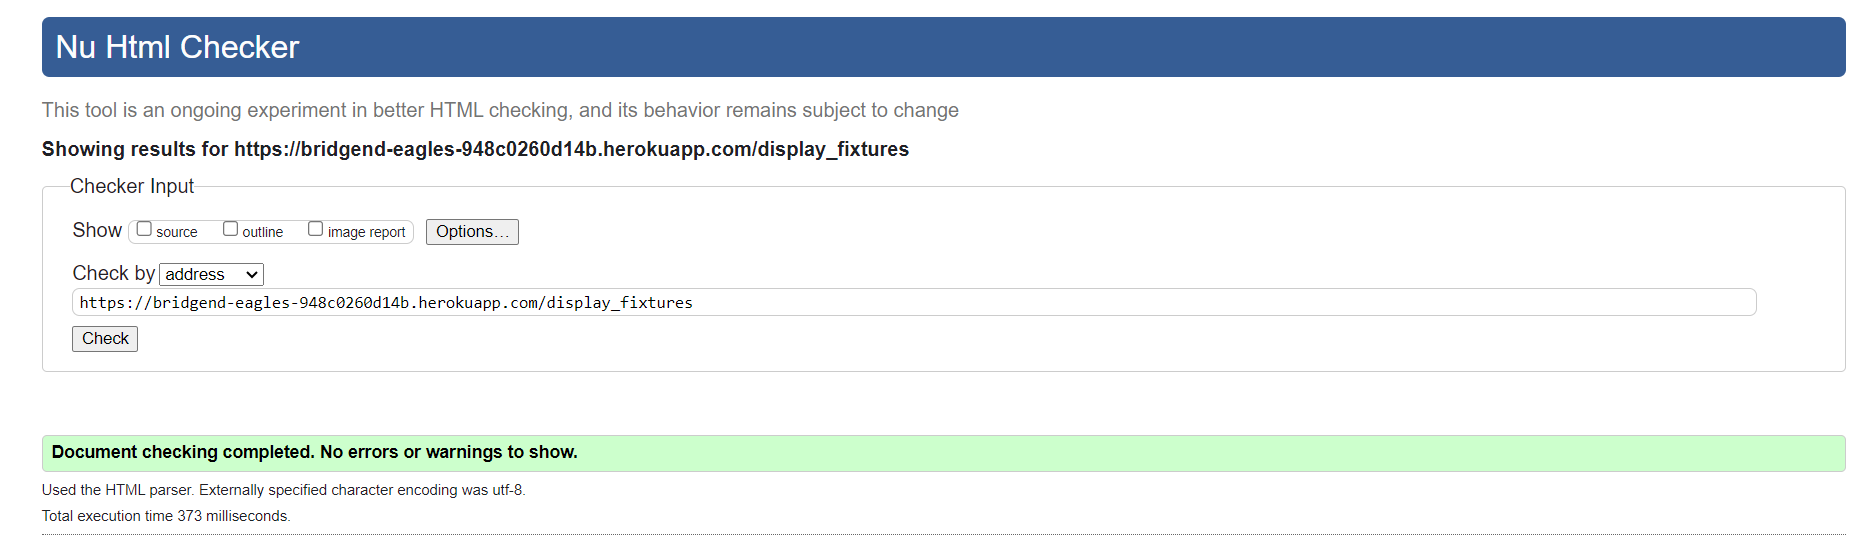 Nu Html Checker
This tool is an ongoing experiment in better HTML checking, and its behavior remains subject to change
Showing results for https://bridgend-eagles-948c0260d14b.herokuapp.com/display_fixtures
Checker Input
Show source outline image report Options...
Check by address
https://bridgend-eagles-948c0260d14b.herokuapp.com/display_fixtures
Check
Document checking completed. No errors or warnings to show.
Used the HTML parser. Externally specified character encoding was utf-8.
Total execution time 373 milliseconds.